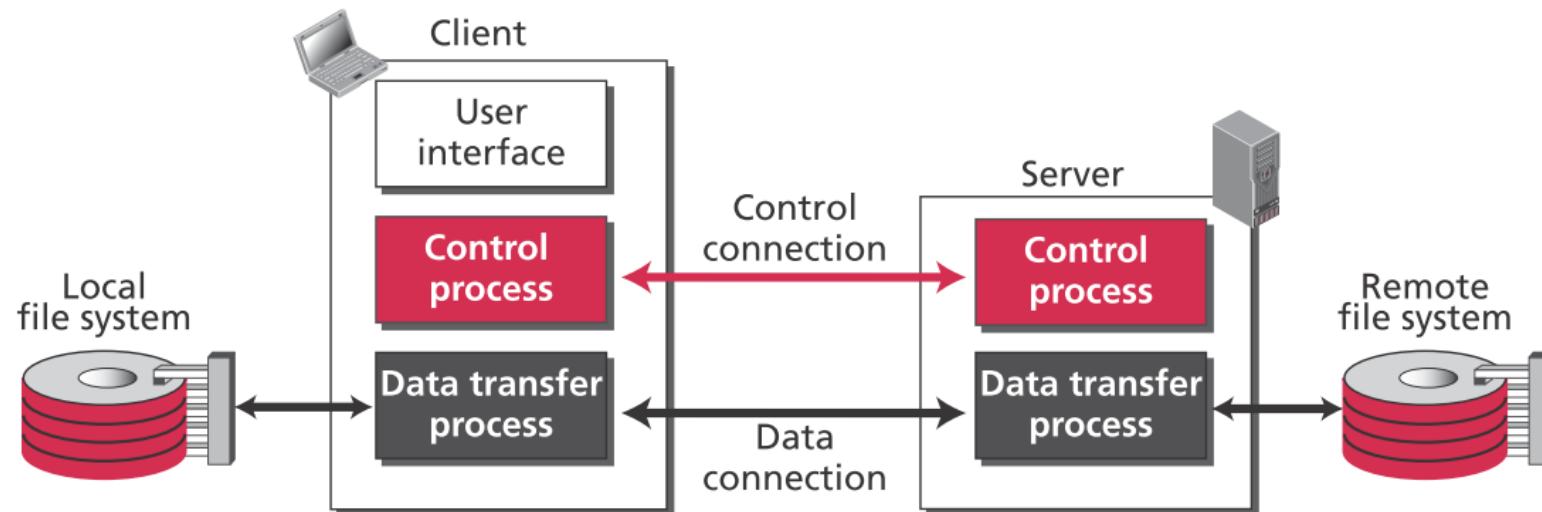 Client
User
interface
Server
Control
connection
Control
process
Control
process
Local
file system
Remote
file system
Data transfer
process
Data transfer
process
Data
connection